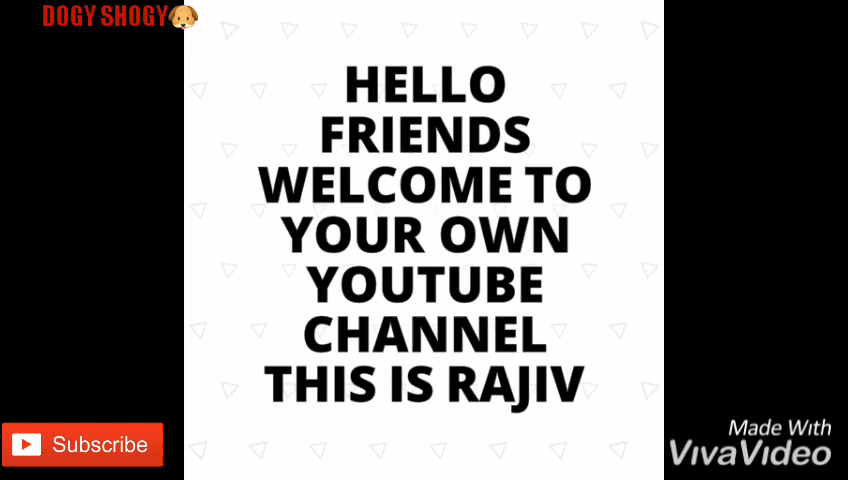 DOGY SHOGY🐶
HELLO
FRIENDS
WELCOME TO
YOUR OWN
YOUTUBE
CHANNEL
THIS IS RAJIV
Subscribe
Made With
VivaVideo